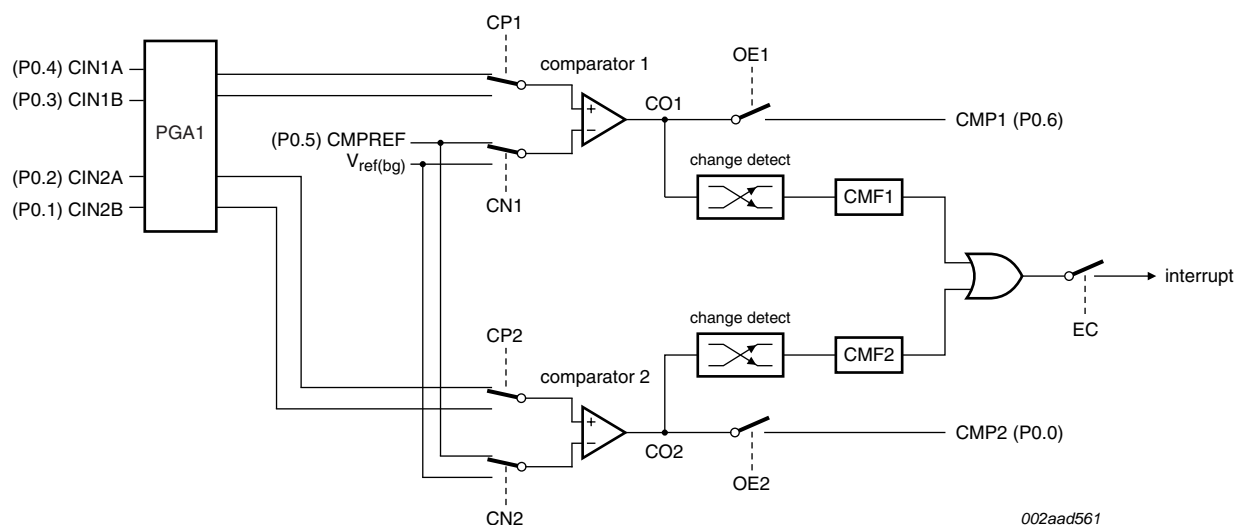 CP1
comparator 1
OE1
(P0.4) CIN1A
(P0.3) CIN1B
PGA1
CO1
CMP1 (P0.6)
(P0.5) CMPREF
Vref(bg)
change detect
(P0.2) CIN2A
(P0.1) CIN2B
CN1
CMF1
interrupt
EC
change detect
CP2
comparator 2
CMF2
CO2
CMP2 (P0.0)
OE2
CN2
002aad561